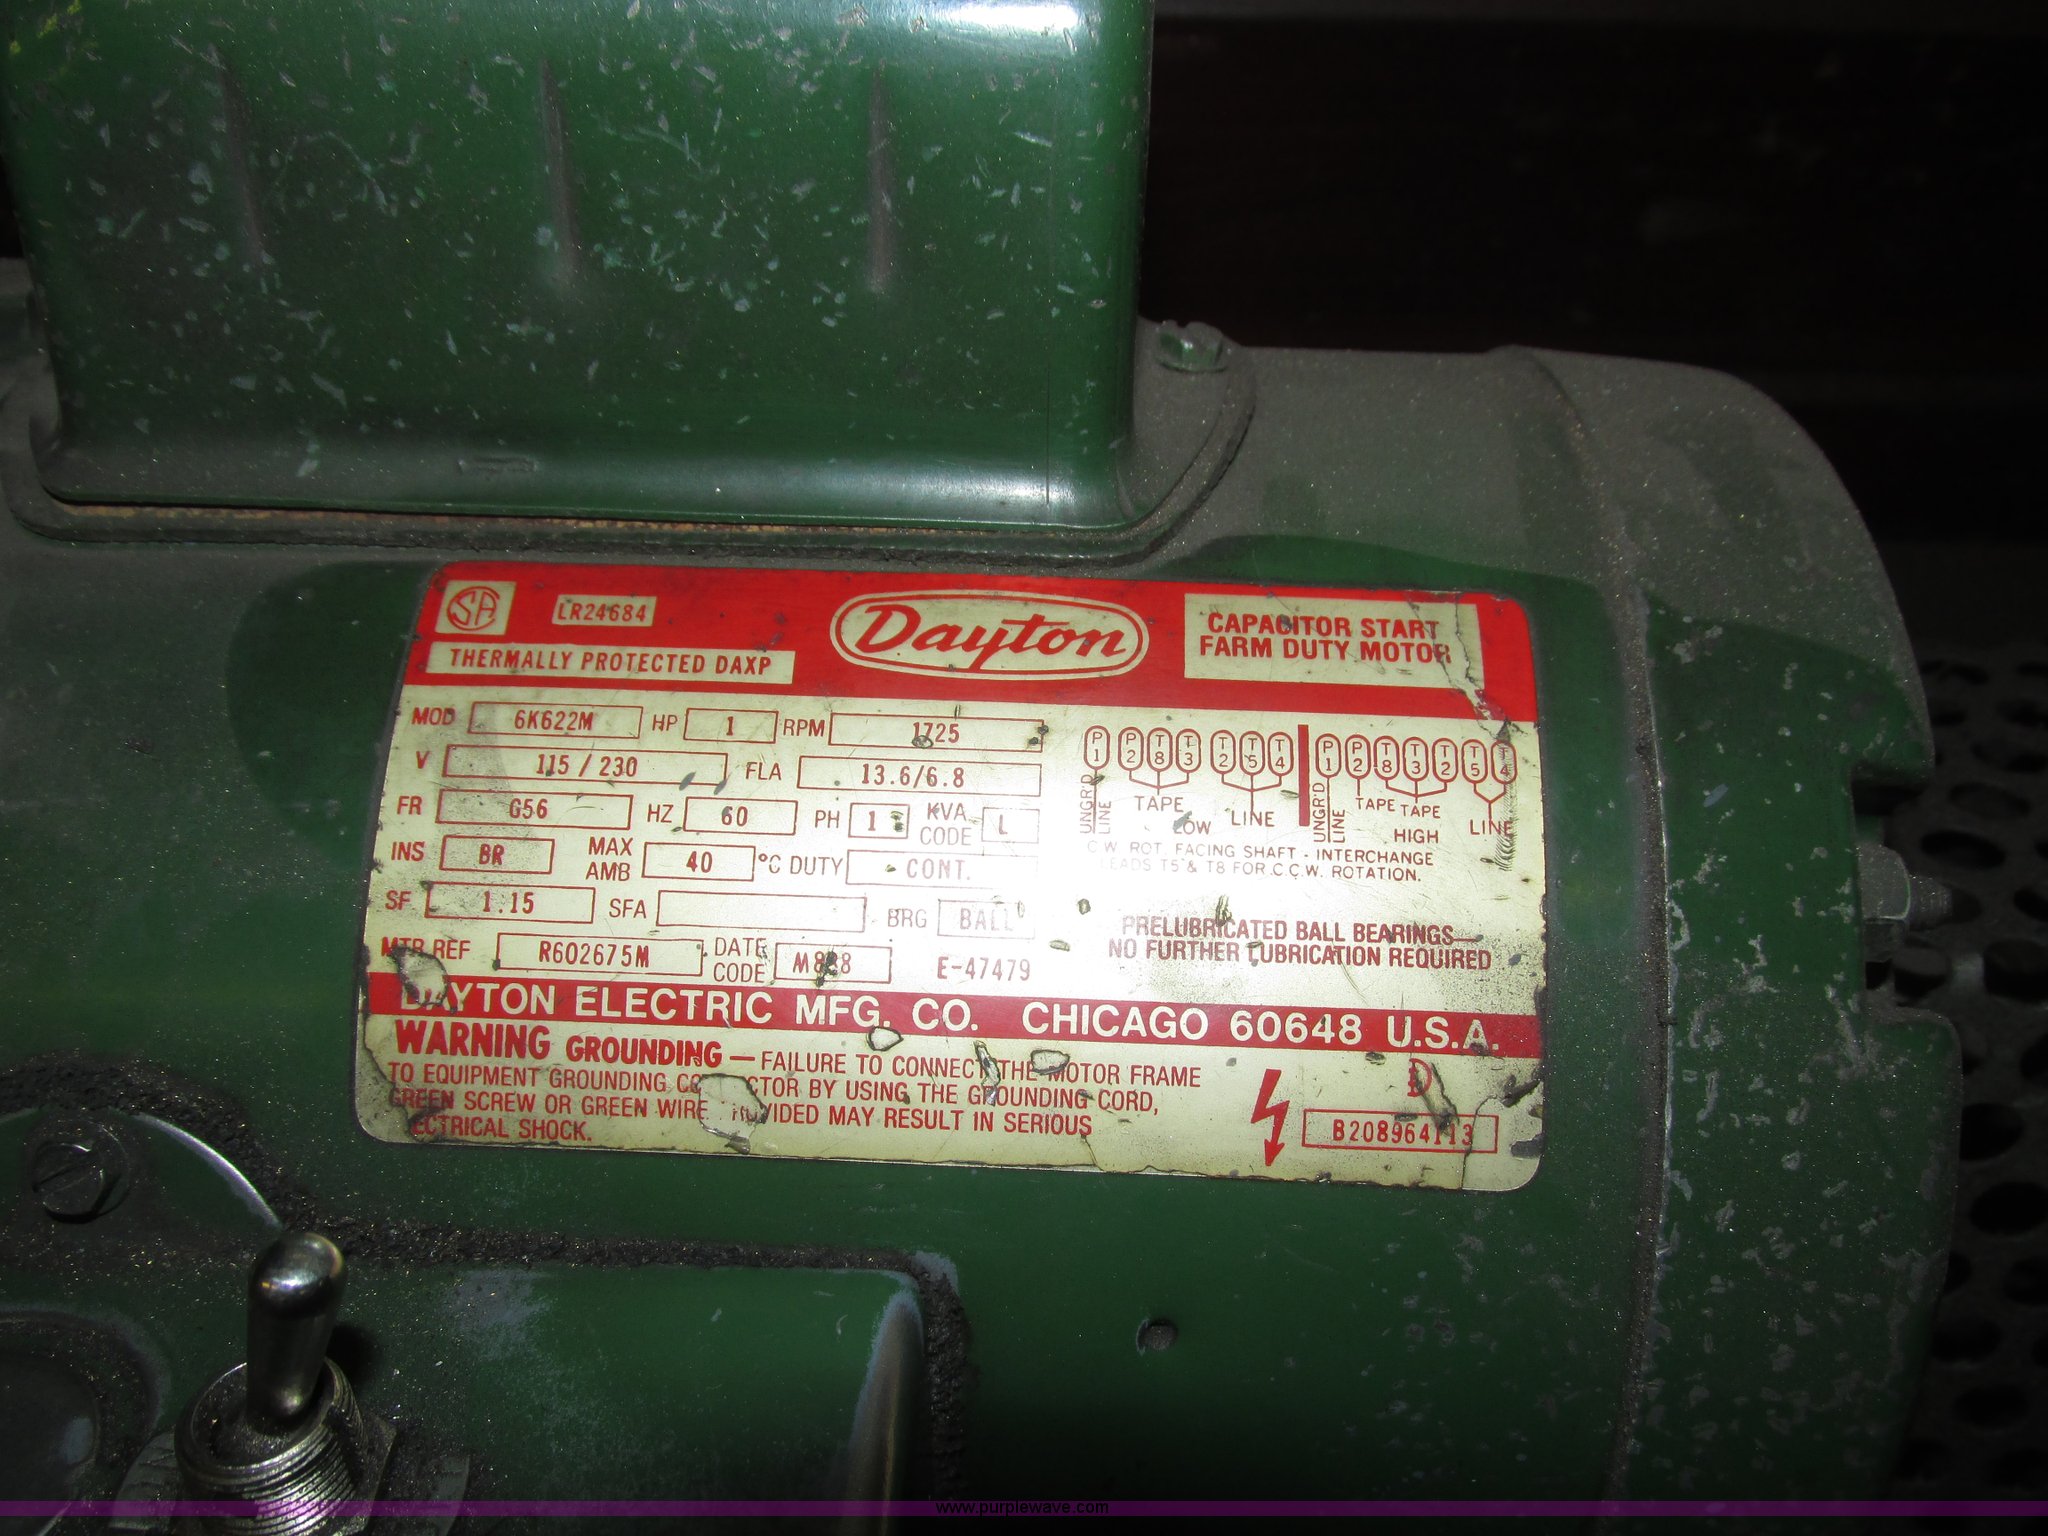 SA LR24684
Dayton
CAPACITOR START
FARM DUTY MOTOR
THERMALLY PROTECTED DAXP
MOD 6K622M HP 1 RPM 1725
V 115 / 230 FLA 13.6/6.8
FR G56 HZ 60 PH 1 KVA CODE L
INS BR MAX AMB 40 °C DUTY CONT.
SF 1.15 SFA BRG BALL
MTR REF R602675M DATE CODE M888 E-47479
P1 P2 T8 T3 T2 T5 T4 P1 P2 T8 T3 T2 T5 T4
UNGR'D LINE TAPE LINE UNGR'D LINE TAPE TAPE LINE
LOW HIGH
C.W. ROT. FACING SHAFT - INTERCHANGE
LEADS T5 & T8 FOR C.C.W. ROTATION.
PRELUBRICATED BALL BEARINGS—
NO FURTHER LUBRICATION REQUIRED
DAYTON ELECTRIC MFG. CO. CHICAGO 60648 U.S.A.
WARNING GROUNDING — FAILURE TO CONNECT THE MOTOR FRAME
TO EQUIPMENT GROUNDING CO CTOR BY USING THE GROUNDING CORD,
GREEN SCREW OR GREEN WIRE VIDED MAY RESULT IN SERIOUS
ECTRICAL SHOCK.
B208964113
www.purplewave.com